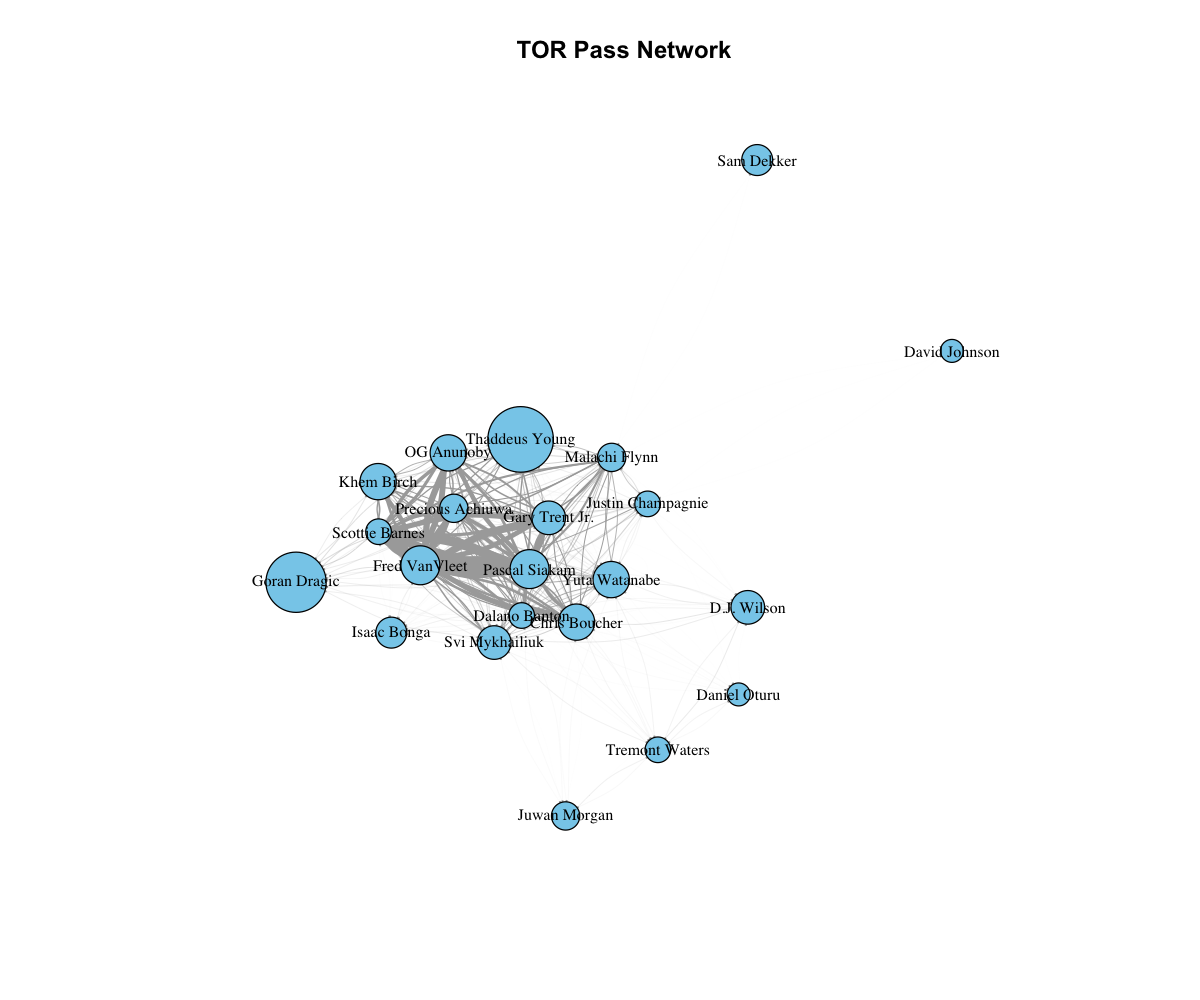 TOR Pass Network
Sam Dekker
David Johnson
Thaddeus Young
OG Anunoby
Malachi Flynn
Khem Birch
Justin Champagnie
Precious Achiuwa
Gary Trent Jr.
Scottie Barnes
Fred VanVleet
Pascal Siakam
Yuta Watanabe
Goran Dragic
D.J. Wilson
Dalano Banton
Chris Boucher
Isaac Bonga
Svi Mykhailiuk
Daniel Oturu
Tremont Waters
Juwan Morgan